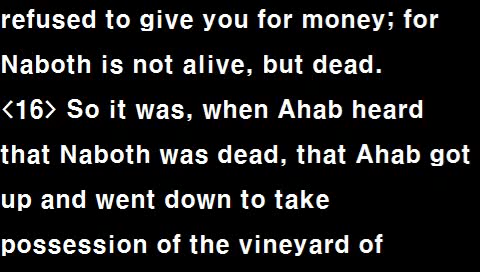 refused to give you for money; for
Naboth is not alive, but dead.
<16> So it was, when Ahab heard
that Naboth was dead, that Ahab got
up and went down to take
possession of the vineyard of